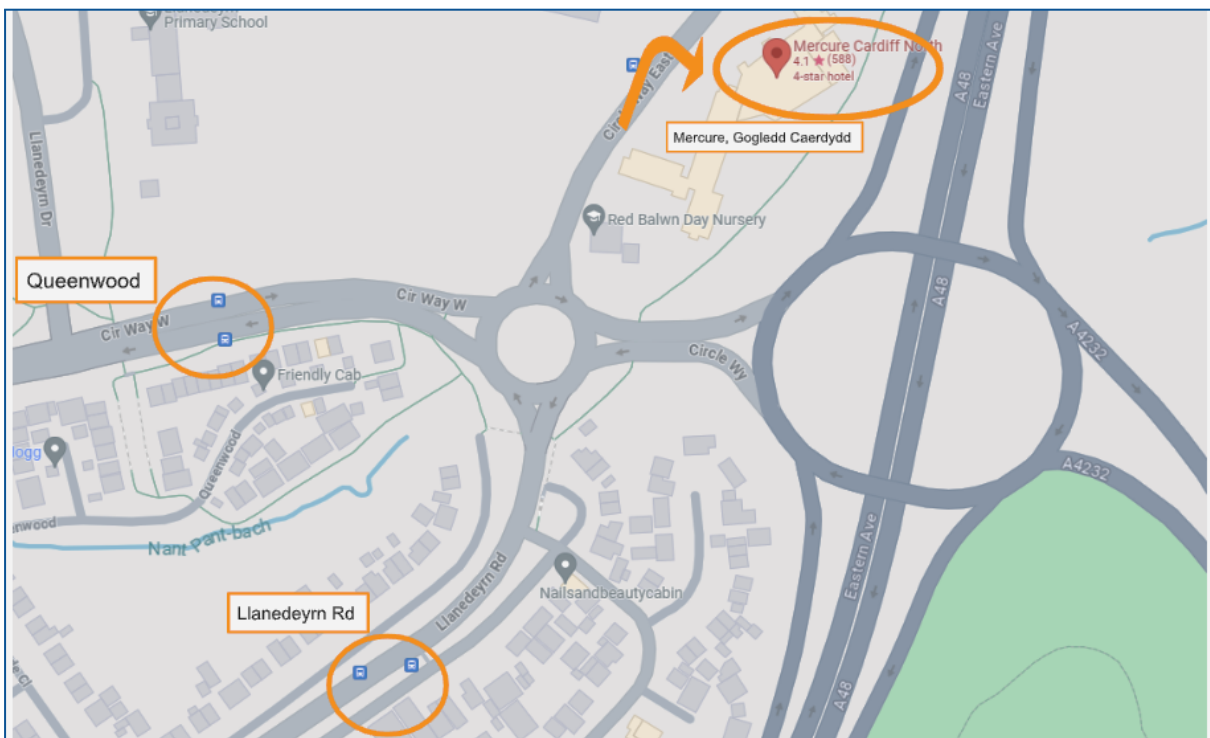 Llanedeyrn
Primary School
Mercure Cardiff North
4.1 ★ (588)
4-star hotel
Mercure, Gogledd Caerdydd
Circle Way East
A48
Eastern Ave
A48
Llanedeyrn Dr
Red Balwn Day Nursery
Queenwood
Cir Way W
Cir Way W
A48
A4232
Circle Wy
Friendly Cab
Queenwood
A4232
Nant Pant-bach
Eastern Ave
Llanedeyrn Rd
Nailsandbeautycabin
Llanedeyrn Rd
A48